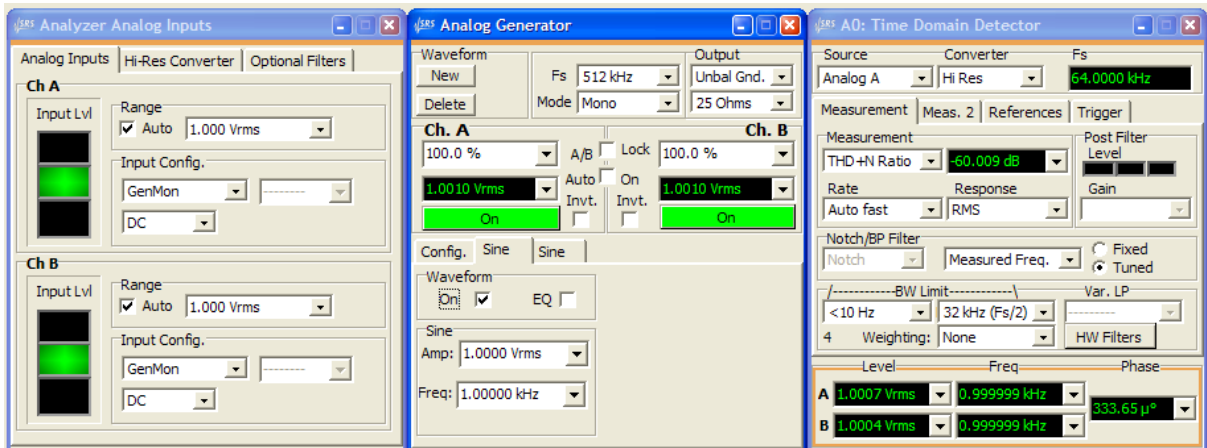 SRS Analyzer Analog Inputs
Analog Inputs Hi-Res Converter Optional Filters
Ch A
Input Lvl
Range
Auto 1.000 Vrms
Input Config.
GenMon --------
DC
Ch B
Input Lvl
Range
Auto 1.000 Vrms
Input Config.
GenMon --------
DC
SRS Analog Generator
Waveform Output
New Fs 512 kHz Unbal Gnd.
Delete Mode Mono 25 Ohms
Ch. A Ch. B
100.0 % A/B Lock 100.0 %
1.0010 Vrms Auto On 1.0010 Vrms
Invt. Invt.
On On
Config. Sine Sine
Waveform
On EQ
Sine
Amp: 1.0000 Vrms
Freq: 1.00000 kHz
SRS A0: Time Domain Detector
Source Converter Fs
Analog A Hi Res 64.0000 kHz
Measurement Meas. 2 References Trigger
Measurement Post Filter
THD+N Ratio -60.009 dB Level
Rate Response Gain
Auto fast RMS
Notch/BP Filter
Notch Measured Freq. Fixed
Tuned
/------------BW Limit------------\ Var. LP
<10 Hz 32 kHz (Fs/2) ---------
4 Weighting: None HW Filters
Level Freq Phase
A 1.0007 Vrms 0.999999 kHz 333.65 µ°
B 1.0004 Vrms 0.999999 kHz